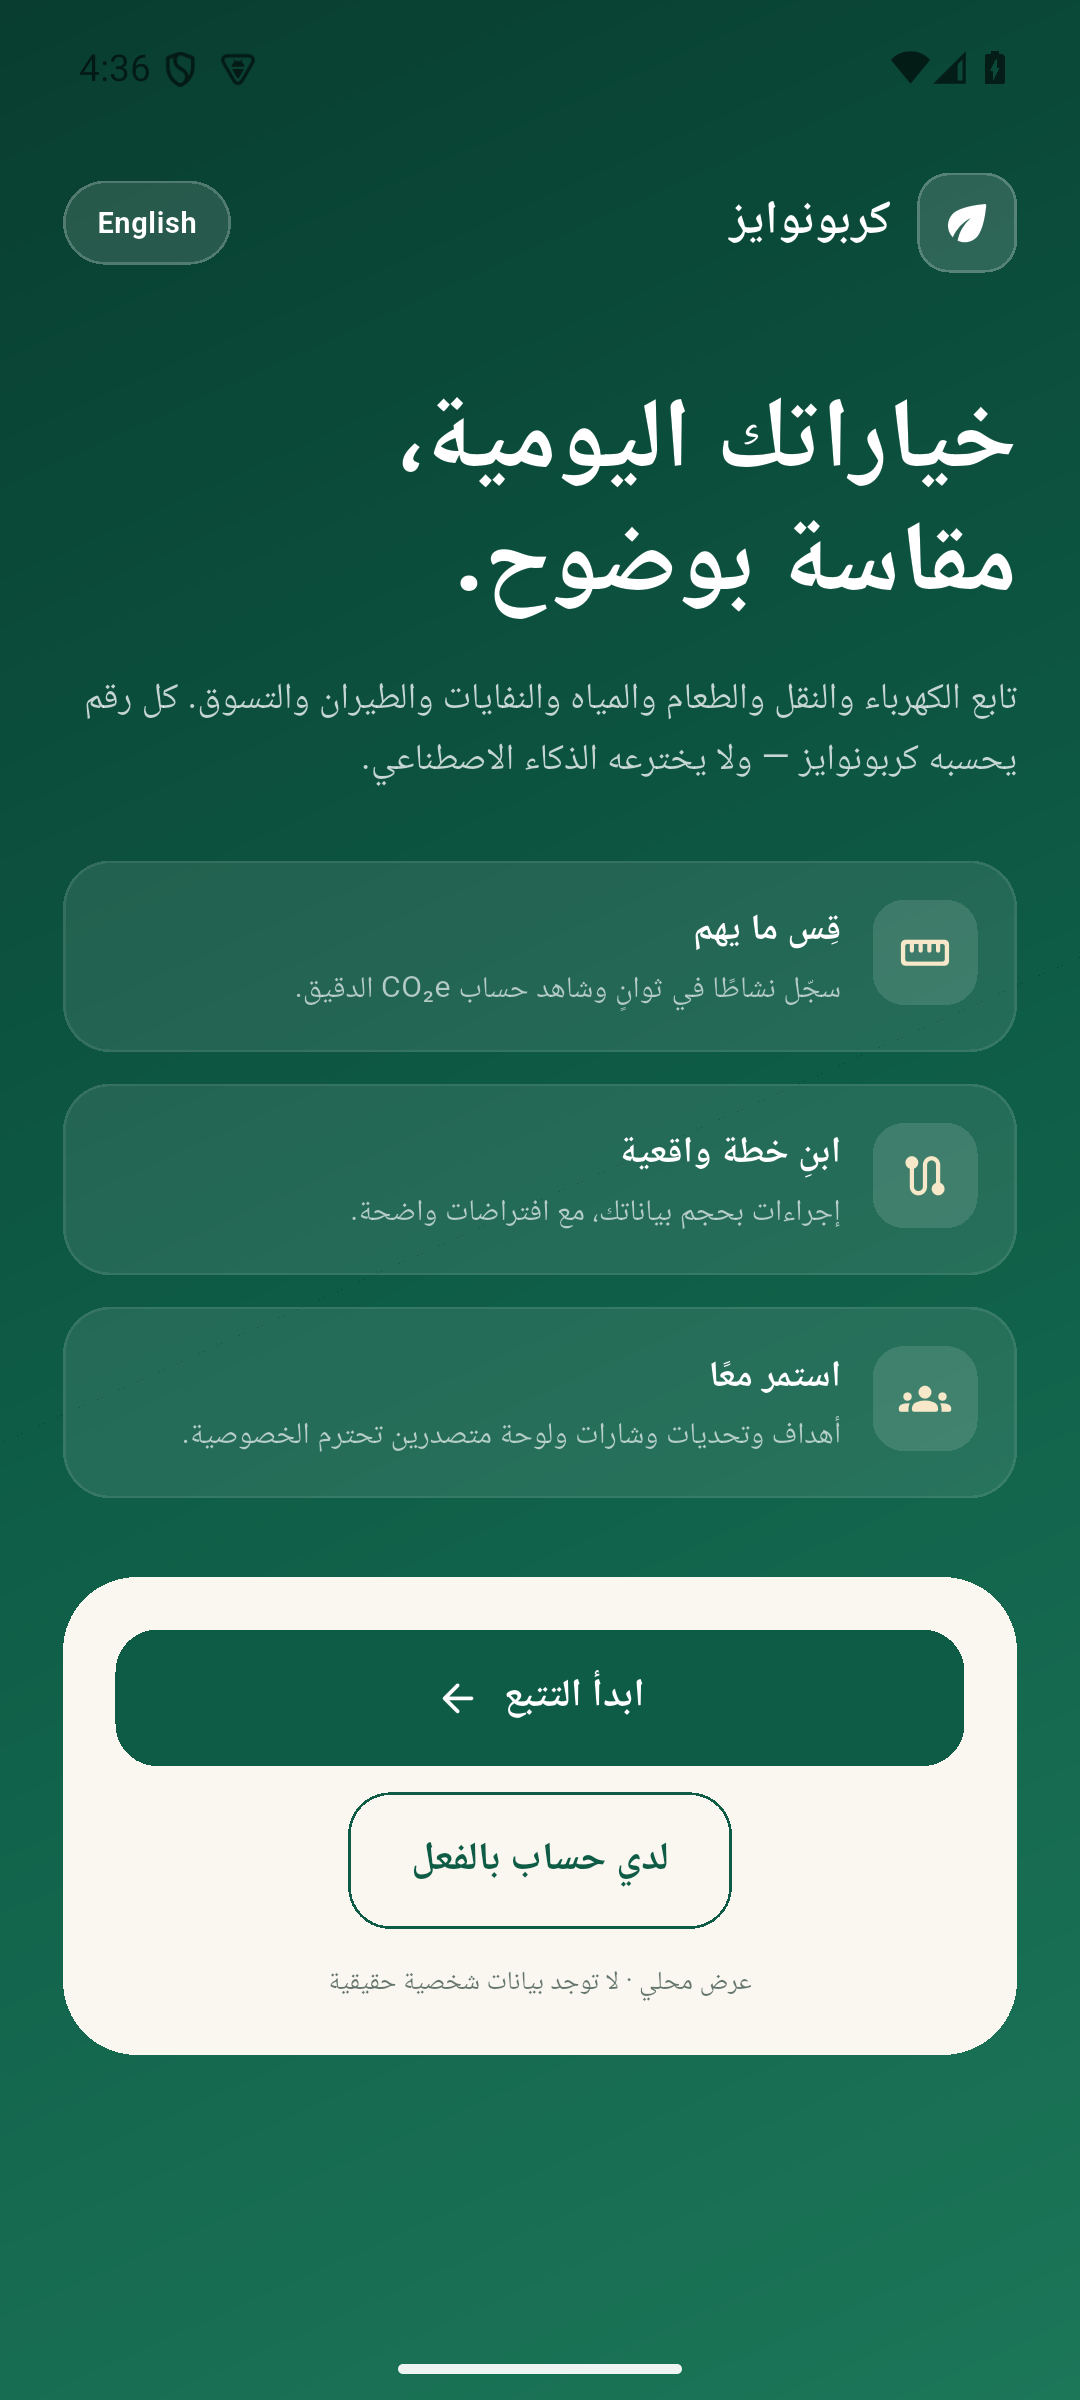 4:36
كربونوايز
English
خياراتك اليومية،
مقاسة بوضوح.
تابع الكهرباء والنقل والطعام والمياه والنفايات والطيران والتسوق. كل رقم
يحسبه كربونوايز — ولا يخترعه الذكاء الاصطناعي.
قِس ما يهم
سجّل نشاطًا في ثوانٍ وشاهد حساب CO₂e الدقيق.
ابنِ خطة واقعية
إجراءات بحجم بياناتك، مع افتراضات واضحة.
استمر معًا
أهداف وتحديات وشارات ولوحة متصدرين تحترم الخصوصية.
ابدأ التتبع
لدي حساب بالفعل
عرض محلي · لا توجد بيانات شخصية حقيقية